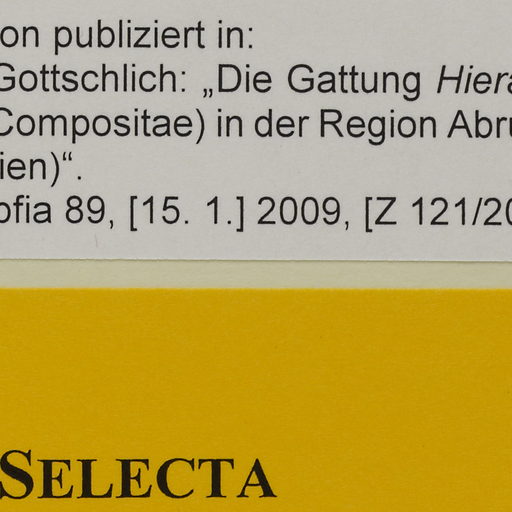 on publiziert in:
Gottschlich: „Die Gattung Hiera
Compositae) in der Region Abru
ien)“.
ofia 89, [15. 1.] 2009, [Z 121/20
SELECTA